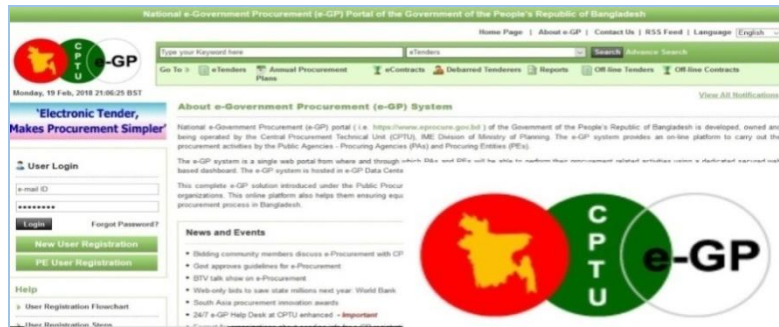 National e-Government Procurement (e-GP) Portal of the Government of the People's Republic of Bangladesh
Home Page | About e-GP | Contact Us | RSS Feed | Language English
C
P
T
U
e-GP
Type your Keyword here
eTenders
Search Advance Search
Go To > eTenders Annual Procurement Plans eContracts Debarred Tenderers Reports Off-line Tenders Off-line Contracts
Monday, 19 Feb, 2018 21:06:25 BST
View All Notifications
'Electronic Tender,
Makes Procurement Simpler'
About e-Government Procurement (e-GP) System
National e-Government Procurement (e-GP) portal ( i.e. https://www.eprocure.gov.bd ) of the Government of the People's Republic of Bangladesh is developed, owned and
being operated by the Central Procurement Technical Unit (CPTU), IME Division of Ministry of Planning. The e-GP system provides an on-line platform to carry out the
procurement activities by the Public Agencies - Procuring Agencies (PAs) and Procuring Entities (PEs).
The e-GP system is a single web portal from where and through which PAs and PEs will be able to perform their procurement related activities using a dedicated secured web
based dashboard. The e-GP system is hosted in e-GP Data Cente
This complete e-GP solution introduced under the Public Procur
organizations. This online platform also helps them ensuring equ
procurement process in Bangladesh.
User Login
e-mail ID
Login Forgot Password?
New User Registration
PE User Registration
Help
User Registration Flowchart
User Registration Steps
News and Events
Bidding community members discuss e-Procurement with CP
Govt approves guidelines for e-Procurement
BTV talk show on e-Procurement
Web-only bids to save state millions next year: World Bank
South Asia procurement innovation awards
24/7 e-GP Help Desk at CPTU enhanced - Important
C
P
T
U
e-GP